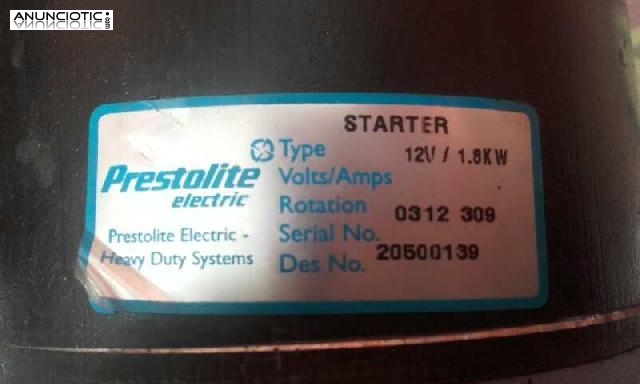 ANUNCIOTIC.com
STARTER
Type
12V / 1.8KW
Prestolite
electric
Volts/Amps
Rotation
0312 309
Prestolite Electric -
Heavy Duty Systems
Serial No.
20500139
Des No.